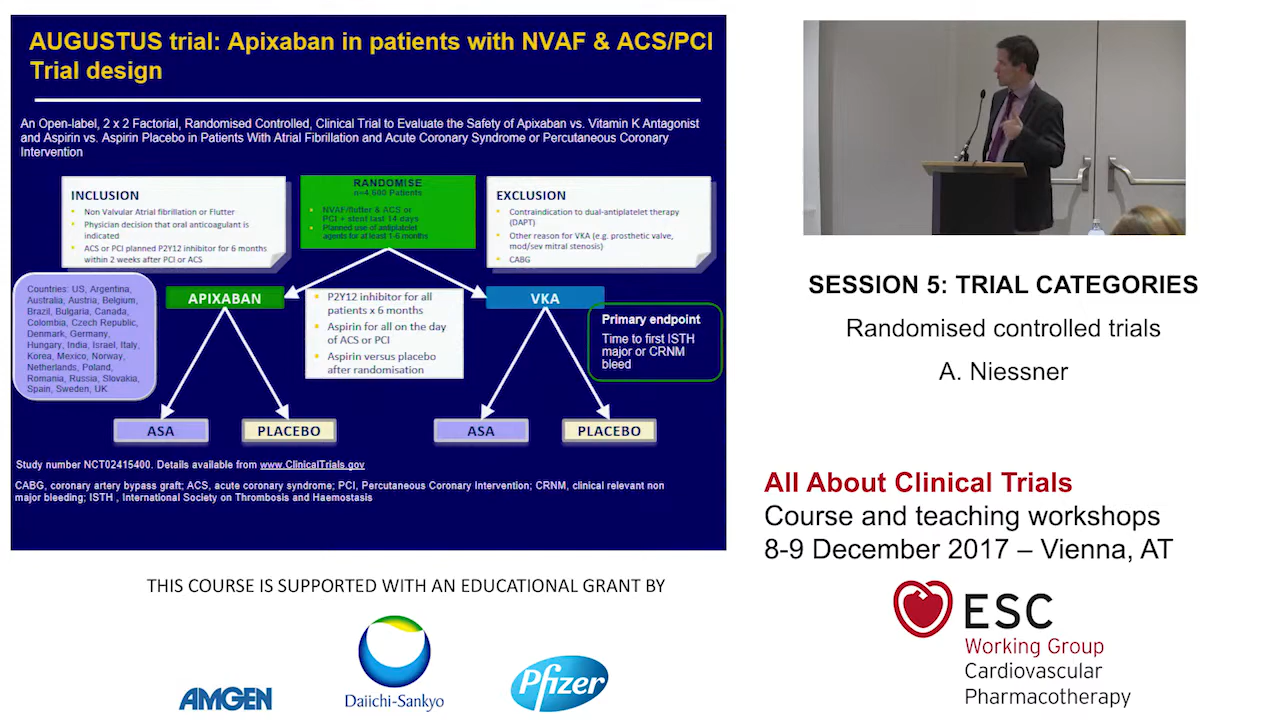 AUGUSTUS trial: Apixaban in patients with NVAF & ACS/PCI
Trial design
An Open-label, 2 x 2 Factorial, Randomised Controlled, Clinical Trial to Evaluate the Safety of Apixaban vs. Vitamin K Antagonist
and Aspirin vs. Aspirin Placebo in Patients With Atrial Fibrillation and Acute Coronary Syndrome or Percutaneous Coronary
Intervention
INCLUSION
Non Valvular Atrial fibrillation or Flutter
Physician decision that oral anticoagulant is
indicated
ACS or PCI planned P2Y12 inhibitor for 6 months
within 2 weeks after PCI or ACS
RANDOMISE
n=4,600 Patients
NVAF/flutter & ACS or
PCI + stent last 14 days
Planned use of antiplatelet
agents for at least 1-6 months
EXCLUSION
Contraindication to dual-antiplatelet therapy
(DAPT)
Other reason for VKA (e.g. prosthetic valve,
mod/sev mitral stenosis)
CABG
Countries: US, Argentina,
Australia, Austria, Belgium,
Brazil, Bulgaria, Canada,
Colombia, Czech Republic,
Denmark, Germany,
Hungary, India, Israel, Italy,
Korea, Mexico, Norway,
Netherlands, Poland,
Romania, Russia, Slovakia,
Spain, Sweden, UK
APIXABAN
P2Y12 inhibitor for all
patients x 6 months
Aspirin for all on the day
of ACS or PCI
Aspirin versus placebo
after randomisation
VKA
Primary endpoint
Time to first ISTH
major or CRNM
bleed
ASA
PLACEBO
ASA
PLACEBO
Study number NCT02415400. Details available from www.ClinicalTrials.gov
CABG, coronary artery bypass graft; ACS, acute coronary syndrome; PCI, Percutaneous Coronary Intervention; CRNM, clinical relevant non
major bleeding; ISTH , International Society on Thrombosis and Haemostasis
THIS COURSE IS SUPPORTED WITH AN EDUCATIONAL GRANT BY
AMGEN
Daiichi-Sankyo
Pfizer
SESSION 5: TRIAL CATEGORIES
Randomised controlled trials
A. Niessner
All About Clinical Trials
Course and teaching workshops
8-9 December 2017 – Vienna, AT
ESC
Working Group
Cardiovascular
Pharmacotherapy